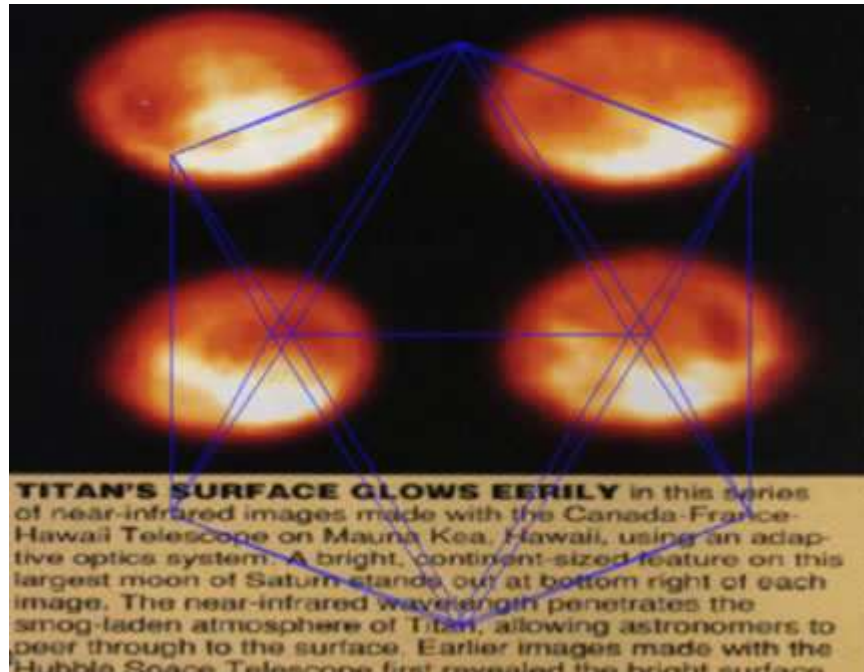 TITAN'S SURFACE GLOWS EERILY in this series
of near-infrared images made with the Canada-France-
Hawaii Telescope on Mauna Kea, Hawaii, using an adap-
tive optics system. A bright, continent-sized feature on this
largest moon of Saturn stands out at bottom right of each
image. The near-infrared wavelength penetrates the
smog-laden atmosphere of Titan, allowing astronomers to
peer through to the surface. Earlier images made with the
Hubble Space Telescope first revealed the bright